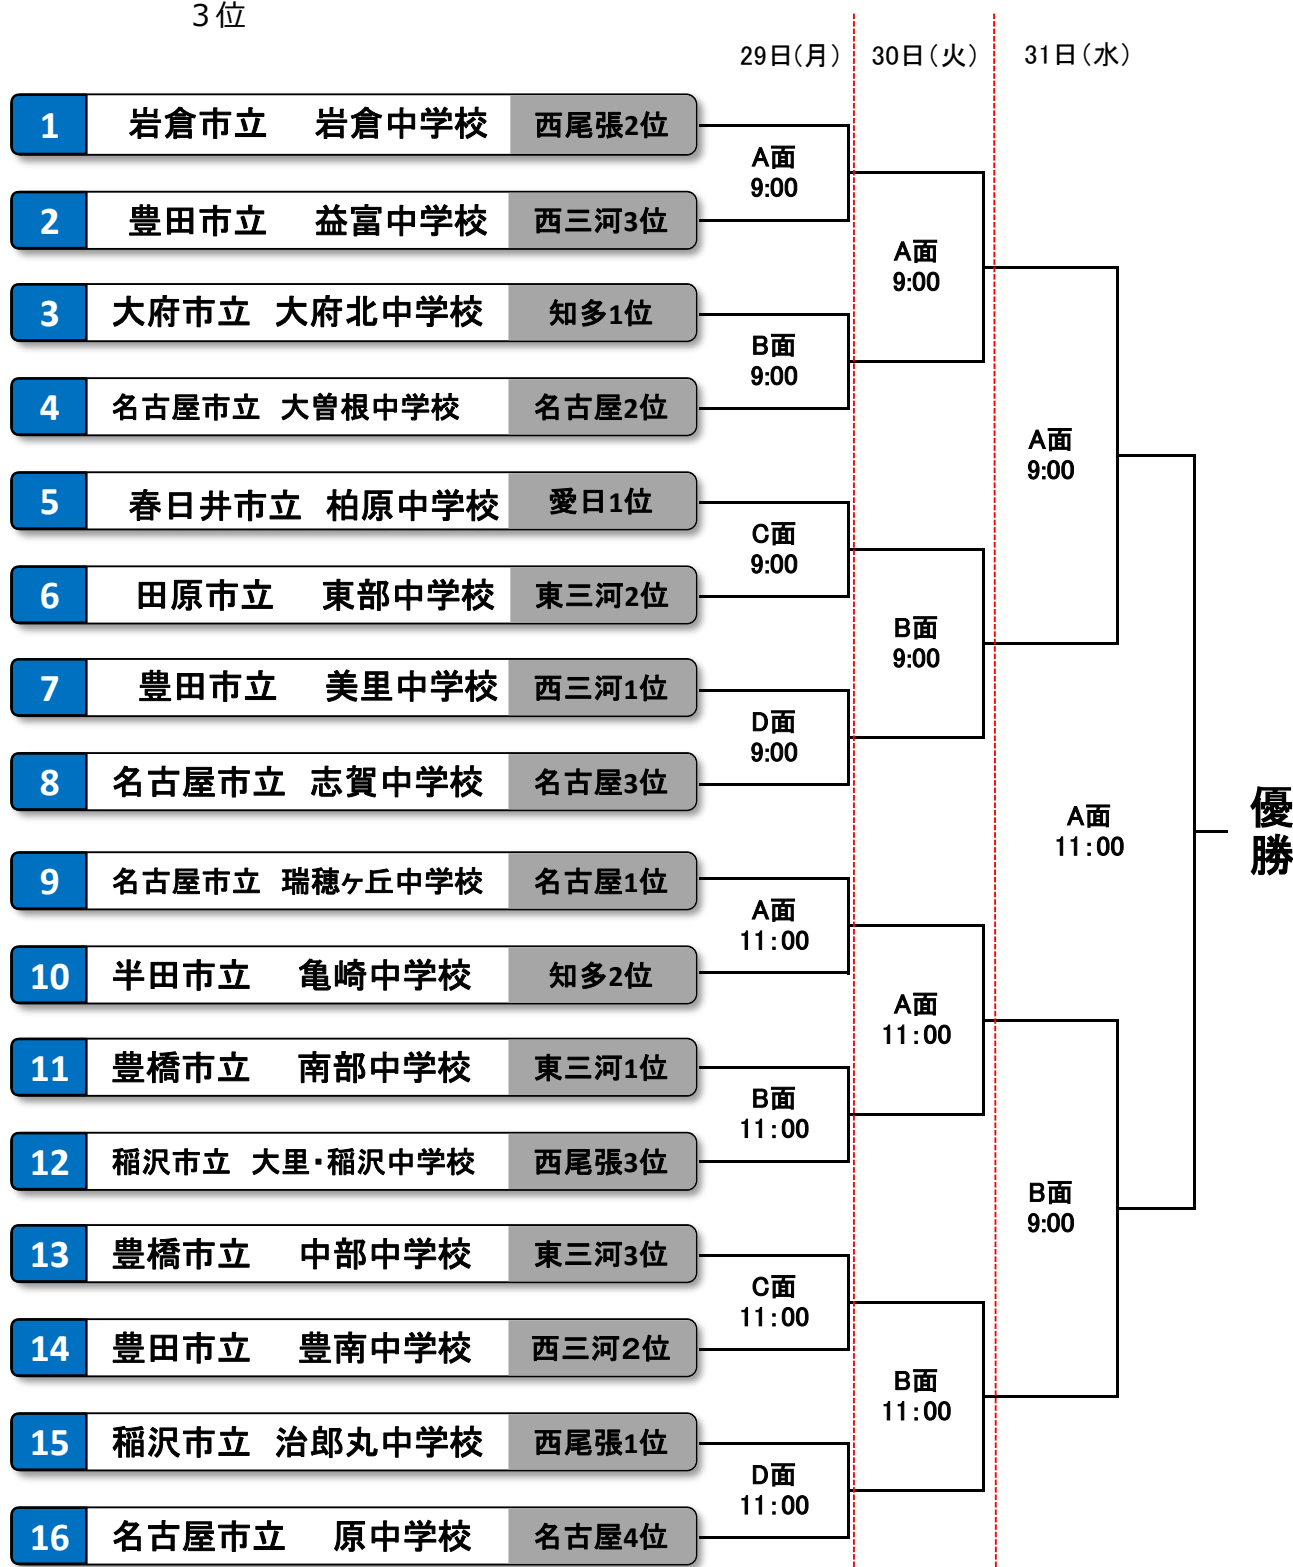 ３位
29日(月) 30日(火) 31日(水)
1 岩倉市立 岩倉中学校 西尾張2位
A面
9:00
2 豊田市立 益富中学校 西三河3位
A面
9:00
3 大府市立 大府北中学校 知多1位
B面
9:00
4 名古屋市立 大曽根中学校 名古屋2位
A面
9:00
5 春日井市立 柏原中学校 愛日1位
C面
9:00
6 田原市立 東部中学校 東三河2位
B面
9:00
7 豊田市立 美里中学校 西三河1位
D面
9:00
8 名古屋市立 志賀中学校 名古屋3位
A面
11:00
優勝
9 名古屋市立 瑞穂ヶ丘中学校 名古屋1位
A面
11:00
10 半田市立 亀崎中学校 知多2位
A面
11:00
11 豊橋市立 南部中学校 東三河1位
B面
11:00
12 稲沢市立 大里・稲沢中学校 西尾張3位
B面
9:00
13 豊橋市立 中部中学校 東三河3位
C面
11:00
14 豊田市立 豊南中学校 西三河２位
B面
11:00
15 稲沢市立 治郎丸中学校 西尾張1位
D面
11:00
16 名古屋市立 原中学校 名古屋4位